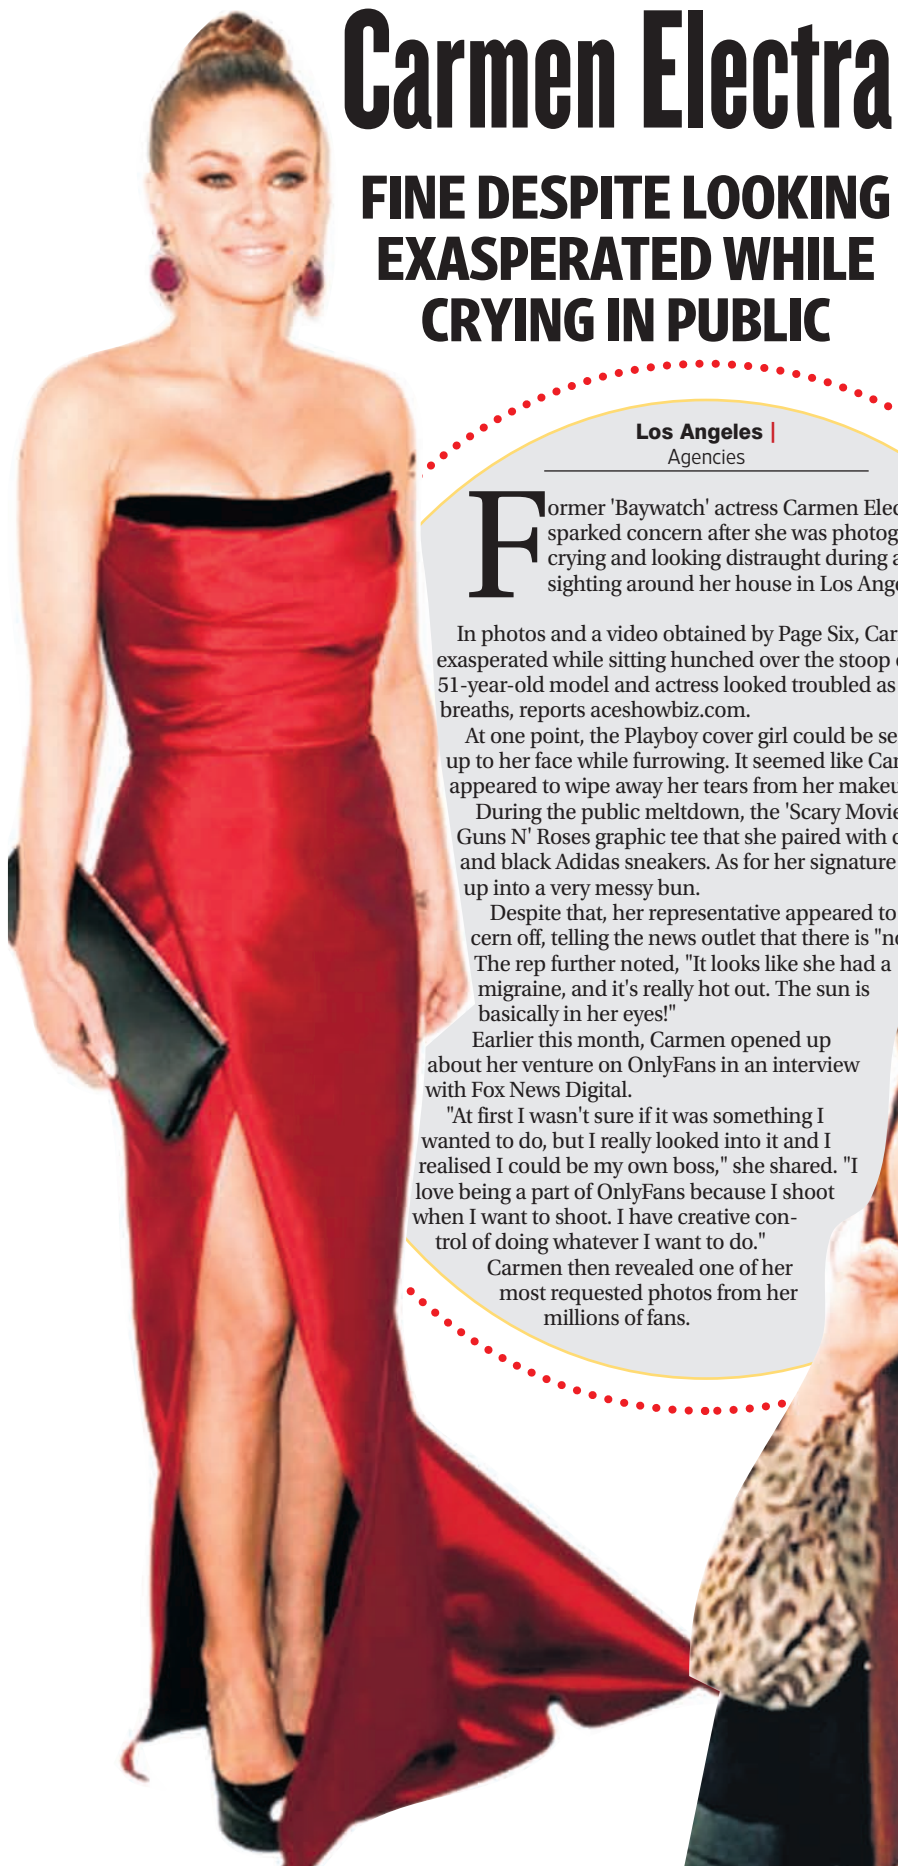 Carmen Electra
FINE DESPITE LOOKING
EXASPERATED WHILE
CRYING IN PUBLIC
Los Angeles |
Agencies
Former 'Baywatch' actress Carmen Elec
sparked concern after she was photog
crying and looking distraught during a
sighting around her house in Los Ange
In photos and a video obtained by Page Six, Car
exasperated while sitting hunched over the stoop
51-year-old model and actress looked troubled as
breaths, reports aceshowbiz.com.
At one point, the Playboy cover girl could be se
up to her face while furrowing. It seemed like Car
appeared to wipe away her tears from her makeu
During the public meltdown, the 'Scary Movie
Guns N' Roses graphic tee that she paired with
and black Adidas sneakers. As for her signature
up into a very messy bun.
Despite that, her representative appeared to
cern off, telling the news outlet that there is "no
The rep further noted, "It looks like she had a
migraine, and it's really hot out. The sun is
basically in her eyes!"
Earlier this month, Carmen opened up
about her venture on OnlyFans in an interview
with Fox News Digital.
"At first I wasn't sure if it was something I
wanted to do, but I really looked into it and I
realised I could be my own boss," she shared. "I
love being a part of OnlyFans because I shoot
when I want to shoot. I have creative con-
trol of doing whatever I want to do."
Carmen then revealed one of her
most requested photos from her
millions of fans.